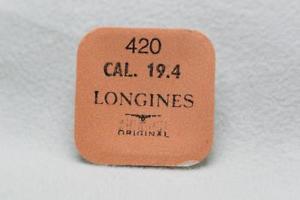 420
CAL. 19.4
LONGINES
ORIGINAL